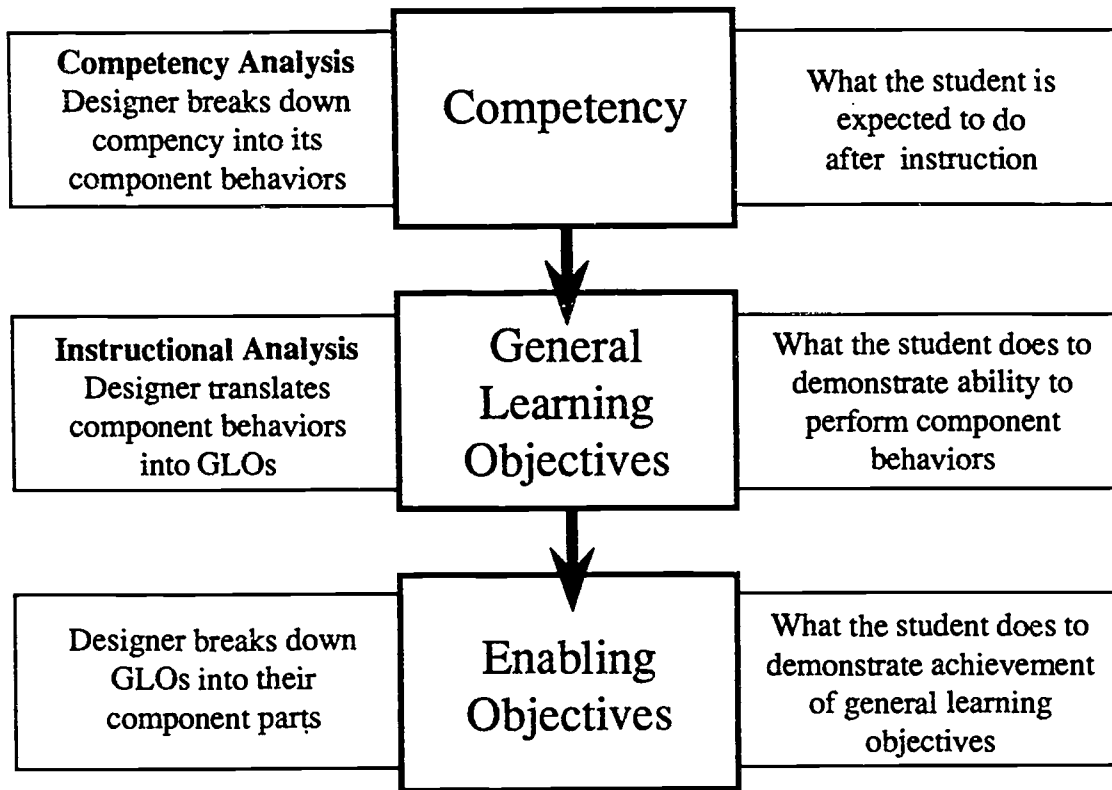 Competency Analysis
Designer breaks down
compency into its
component behaviors
Competency
What the student is
expected to do
after instruction
Instructional Analysis
Designer translates
component behaviors
into GLOs
General
Learning
Objectives
What the student does to
demonstrate ability to
perform component
behaviors
Designer breaks down
GLOs into their
component parts
Enabling
Objectives
What the student does to
demonstrate achievement
of general learning
objectives